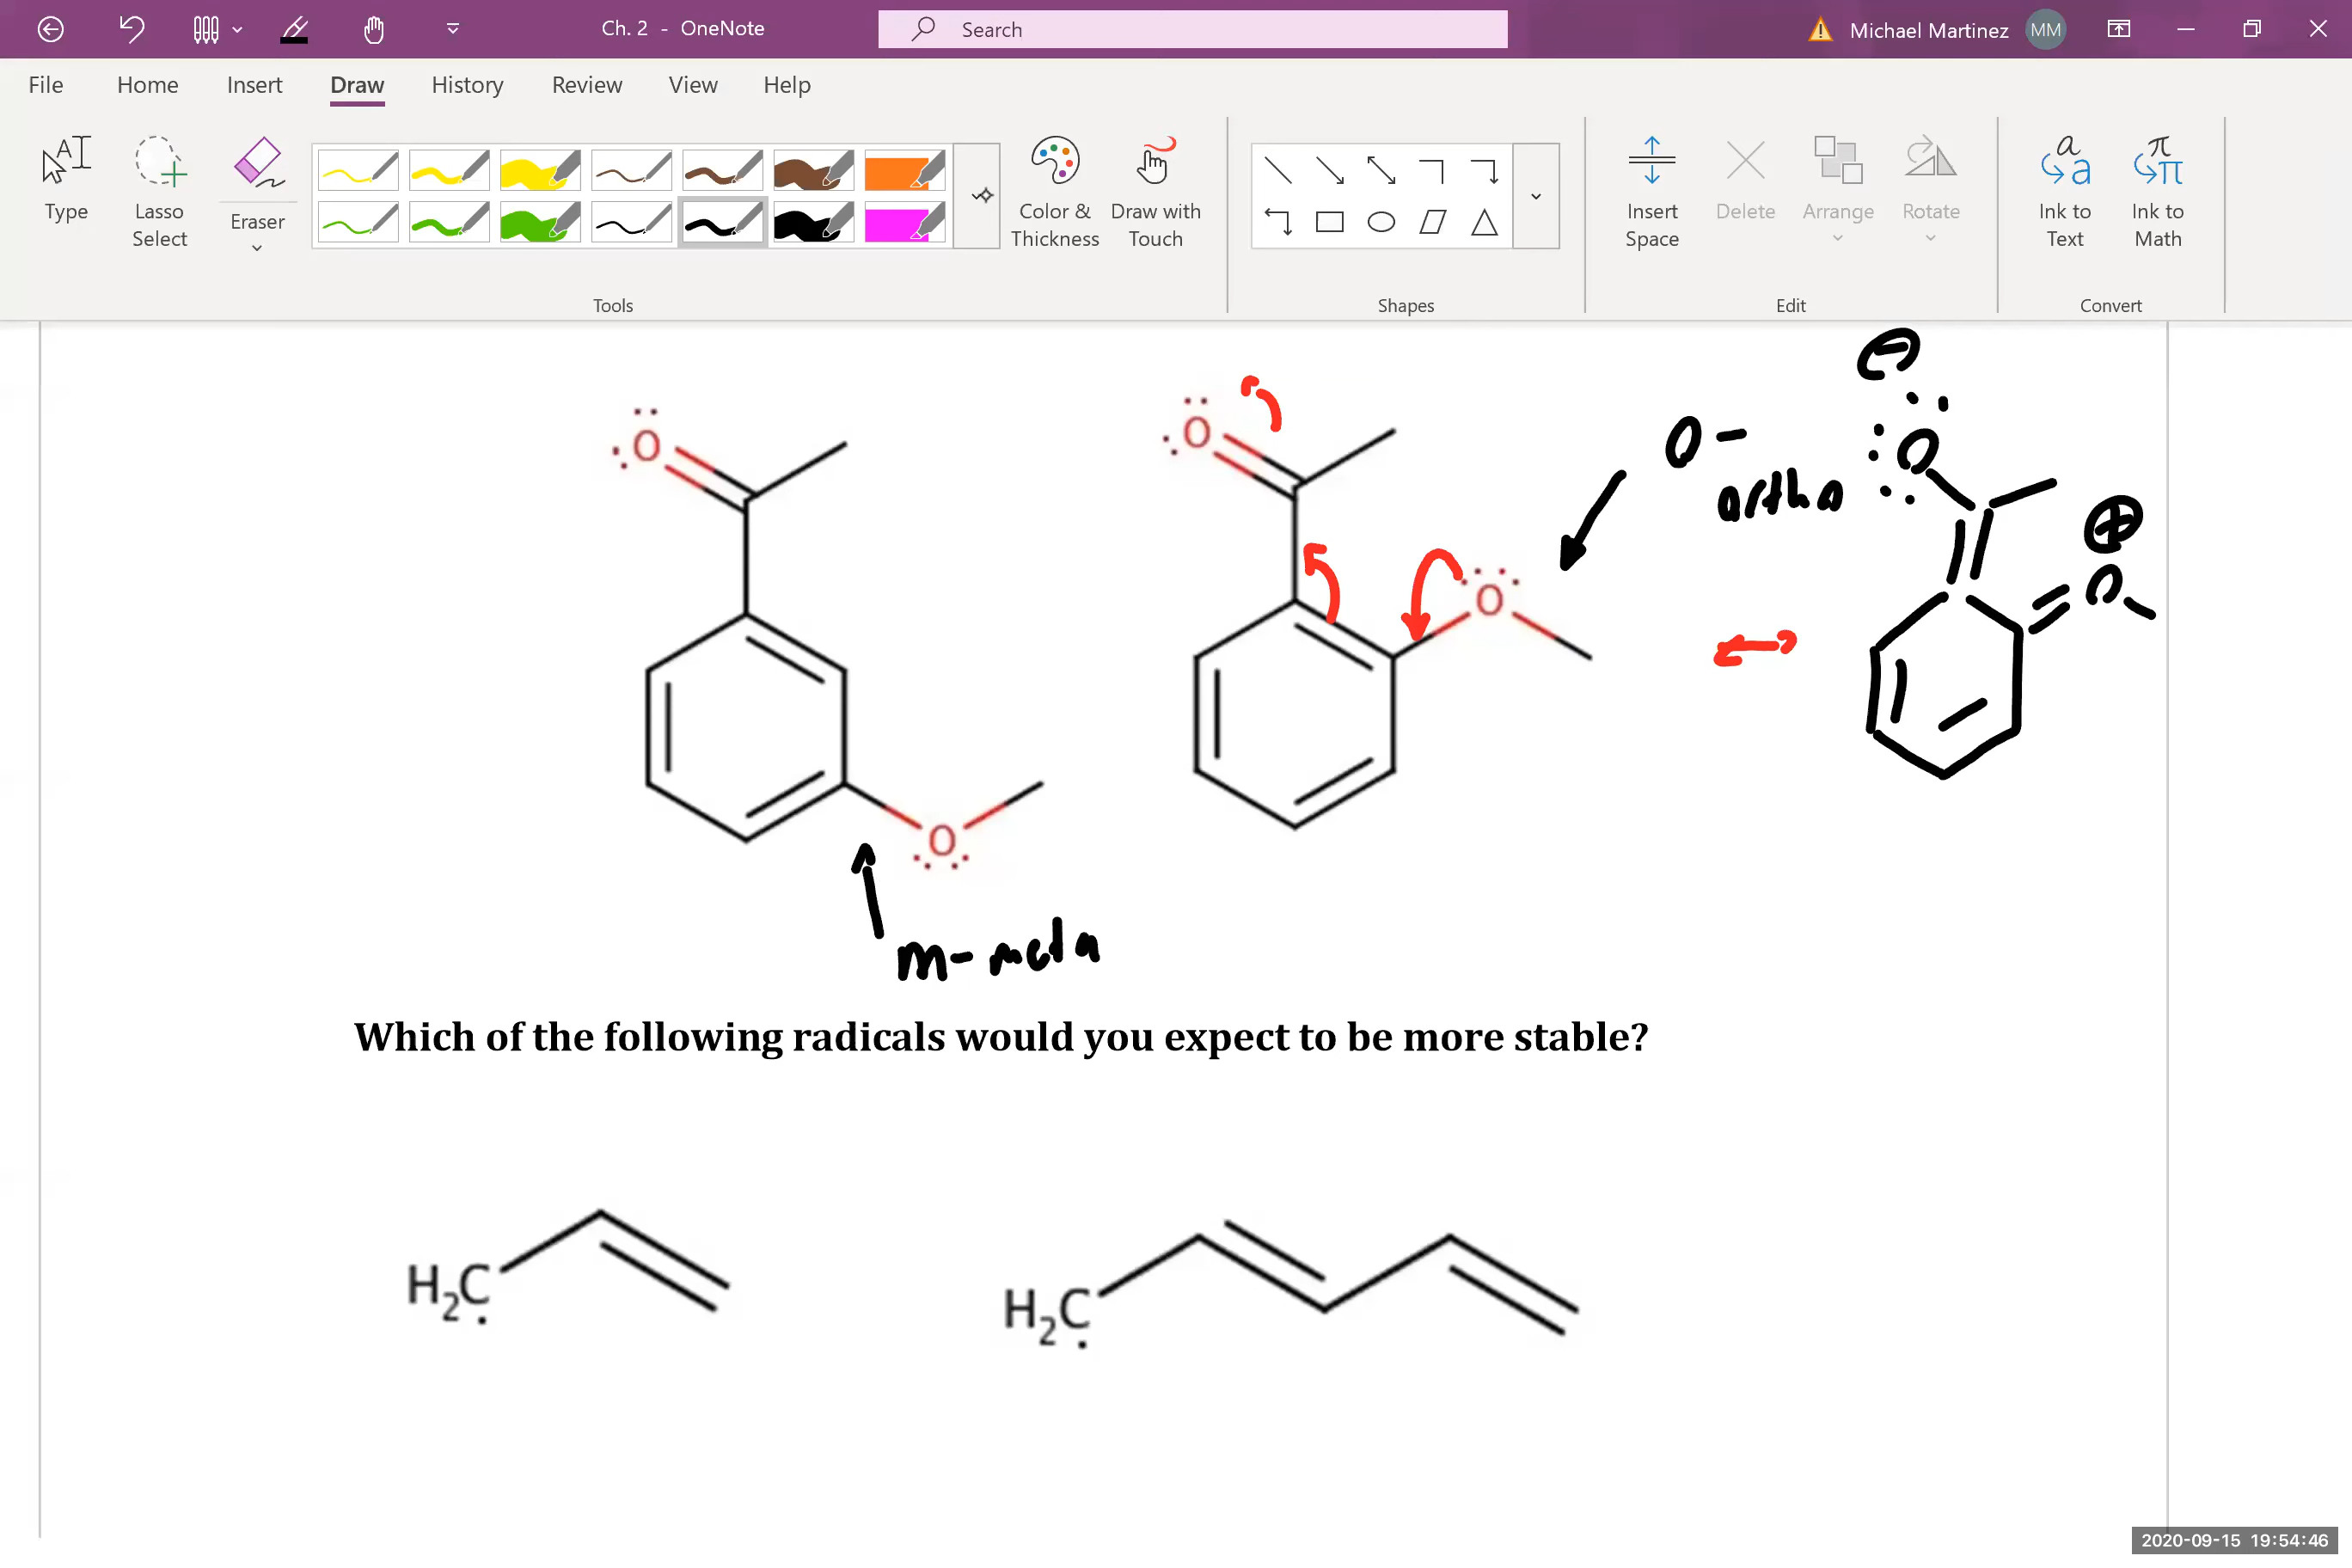 Ch. 2 - OneNote
Search
Michael Martinez
MM
File
Home
Insert
Draw
History
Review
View
Help
Type
Lasso
Select
Eraser
Color &
Thickness
Draw with
Touch
Insert
Space
Delete
Arrange
Rotate
Ink to
Text
Ink to
Math
Tools
Shapes
Edit
Convert
O
O
O
O
O-
ortha
O
O
m- meta
Which of the following radicals would you expect to be more stable?
H₂C
H₂C
2020-09-15 19:54:46